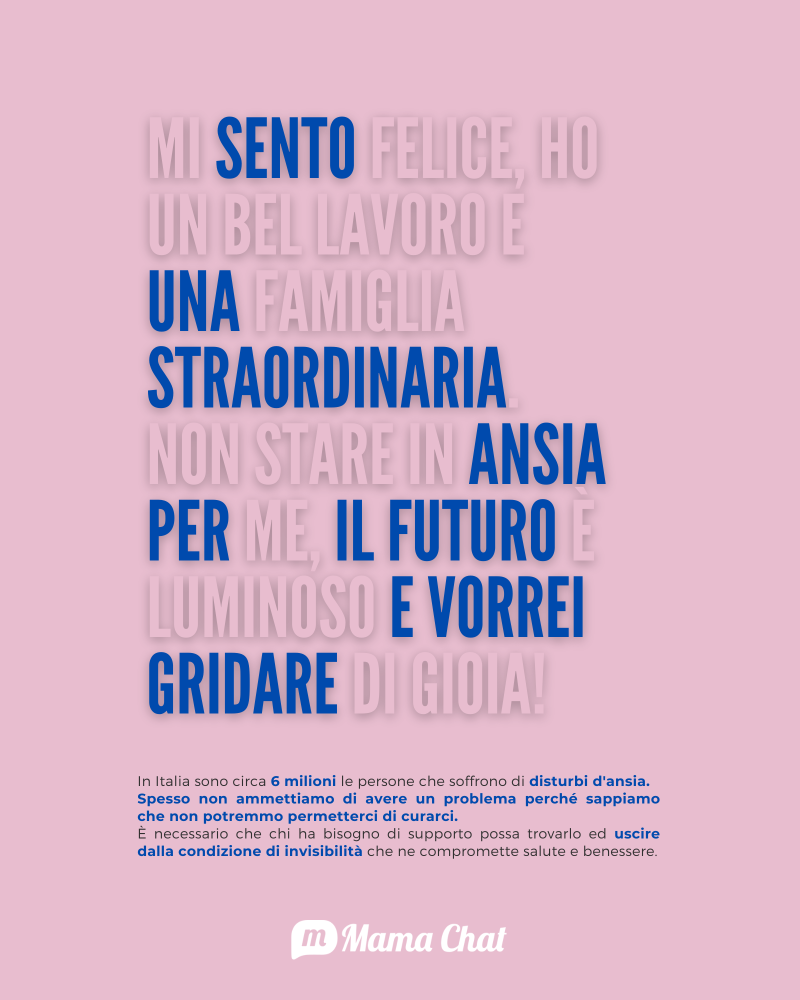 MI SENTO FELICE, HO
UN BEL LAVORO E
UNA FAMIGLIA
STRAORDINARIA.
NON STARE IN ANSIA
PER ME, IL FUTURO È
LUMINOSO E VORREI
GRIDARE DI GIOIA!
In Italia sono circa 6 milioni le persone che soffrono di disturbi d'ansia.
Spesso non ammettiamo di avere un problema perché sappiamo
che non potremmo permetterci di curarci.
È necessario che chi ha bisogno di supporto possa trovarlo ed uscire
dalla condizione di invisibilità che ne compromette salute e benessere.
m Mama Chat